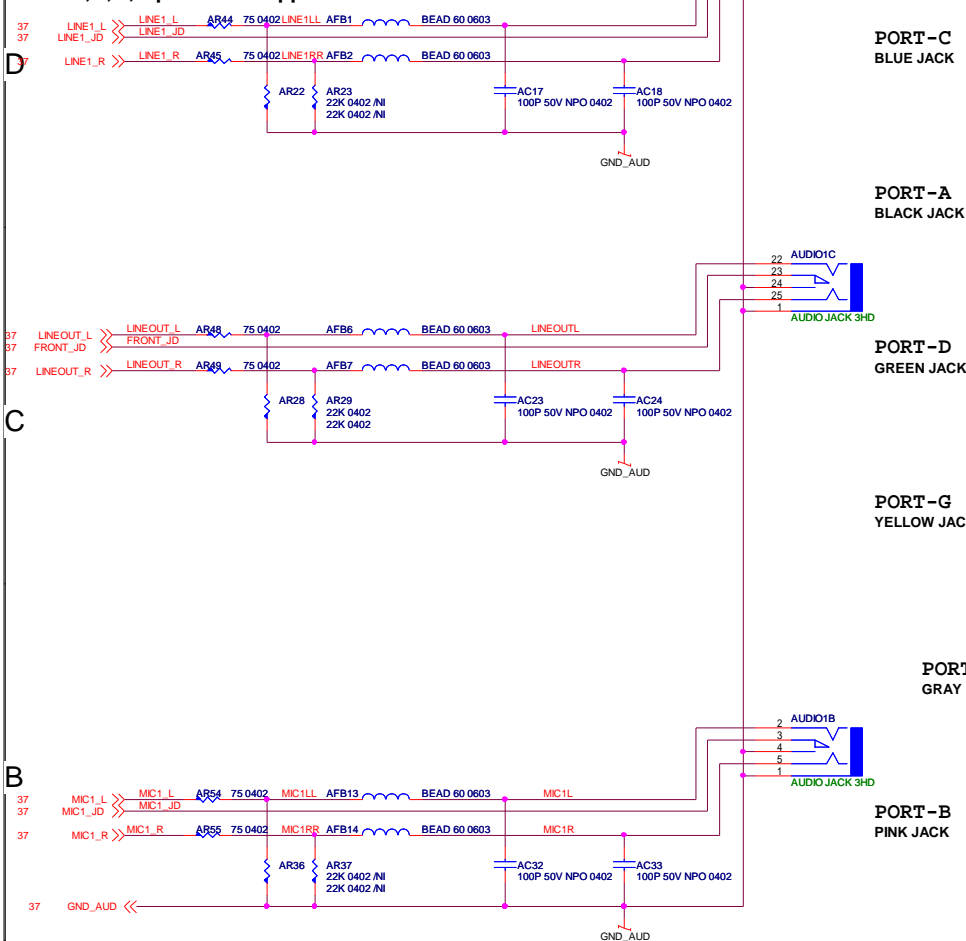 37 LINE1_L LINE1_L AR44 75 0402 LINE1LL AFB1 BEAD 60 0603
37 LINE1_JD LINE1_JD
D
37 LINE1_R LINE1_R AR45 75 0402 LINE1RR AFB2 BEAD 60 0603
PORT-C
BLUE JACK
AR22 AR23
22K 0402 /NI
22K 0402 /NI
AC17
100P 50V NPO 0402
AC18
100P 50V NPO 0402
GND_AUD
PORT-A
BLACK JACK
22 AUDIO1C
23
24
25
1
AUDIO JACK 3HD
37 LINEOUT_L LINEOUT_L AR48 75 0402 AFB6 BEAD 60 0603 LINEOUTL
37 FRONT_JD FRONT_JD
37 LINEOUT_R LINEOUT_R AR49 75 0402 AFB7 BEAD 60 0603 LINEOUTR
PORT-D
GREEN JACK
C
AR28 AR29
22K 0402
22K 0402
AC23
100P 50V NPO 0402
AC24
100P 50V NPO 0402
GND_AUD
PORT-G
YELLOW JAC
PORT
GRAY
2 AUDIO1B
3
4
5
1
AUDIO JACK 3HD
B
37 MIC1_L MIC1_L AR54 75 0402 MIC1LL AFB13 BEAD 60 0603 MIC1L
37 MIC1_JD MIC1_JD
37 MIC1_R MIC1_R AR55 75 0402 MIC1RR AFB14 BEAD 60 0603 MIC1R
PORT-B
PINK JACK
AR36 AR37
22K 0402 /NI
22K 0402 /NI
AC32
100P 50V NPO 0402
AC33
100P 50V NPO 0402
37 GND_AUD
GND_AUD